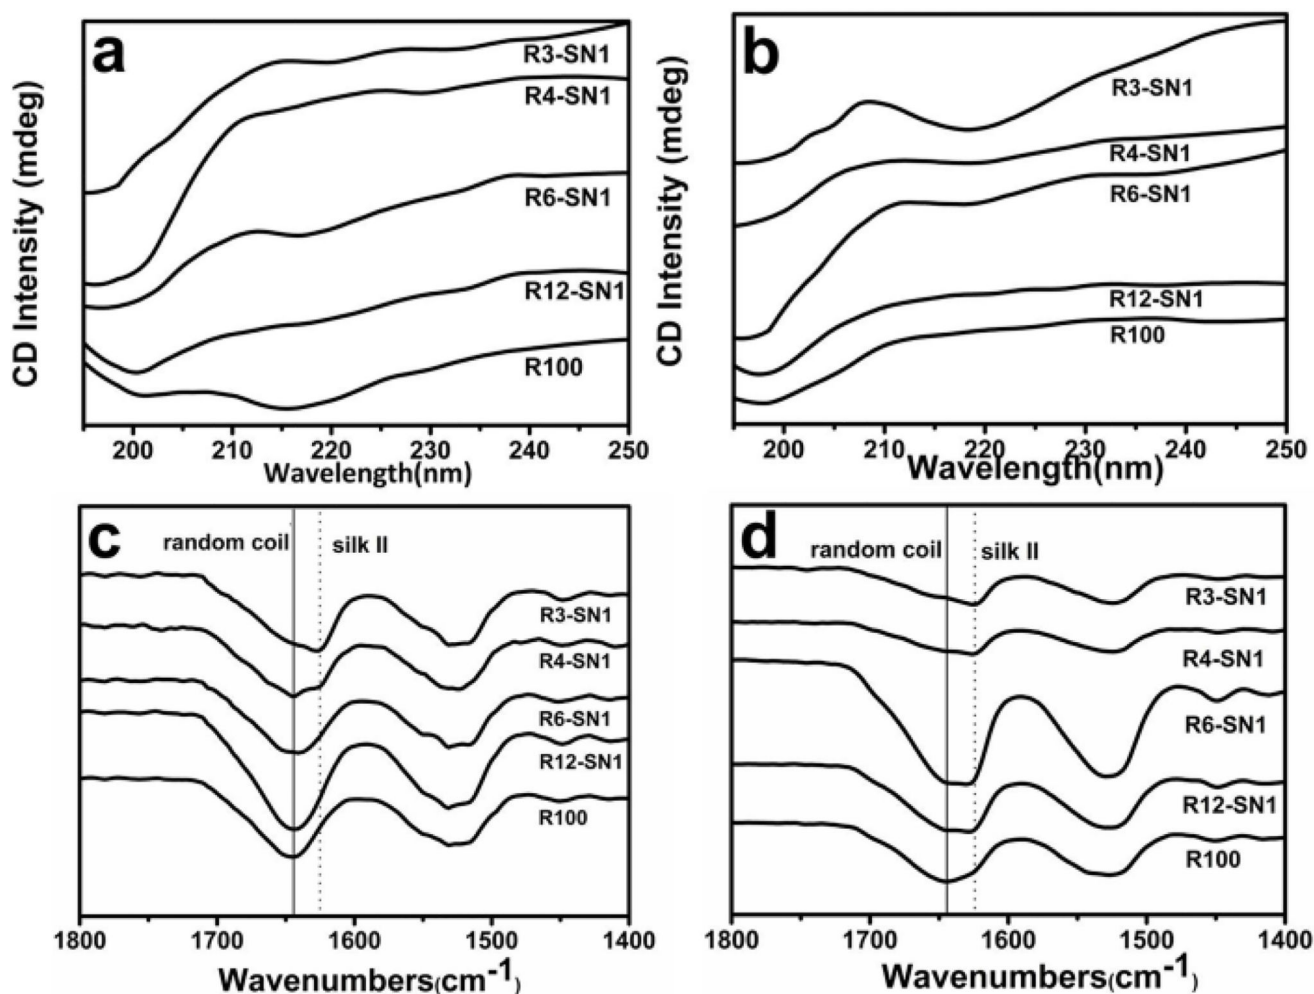 a
CD Intensity (mdeg)
R3-SN1
R4-SN1
R6-SN1
R12-SN1
R100
200 210 220 230 240 250
Wavelength(nm)
b
CD Intensity (mdeg)
R3-SN1
R4-SN1
R6-SN1
R12-SN1
R100
200 210 220 230 240 250
Wavelength(nm)
c
random coil silk II
R3-SN1
R4-SN1
R6-SN1
R12-SN1
R100
1800 1700 1600 1500 1400
Wavenumbers(cm⁻¹)
d
random coil silk II
R3-SN1
R4-SN1
R6-SN1
R12-SN1
R100
1800 1700 1600 1500 1400
Wavenumbers(cm⁻¹)